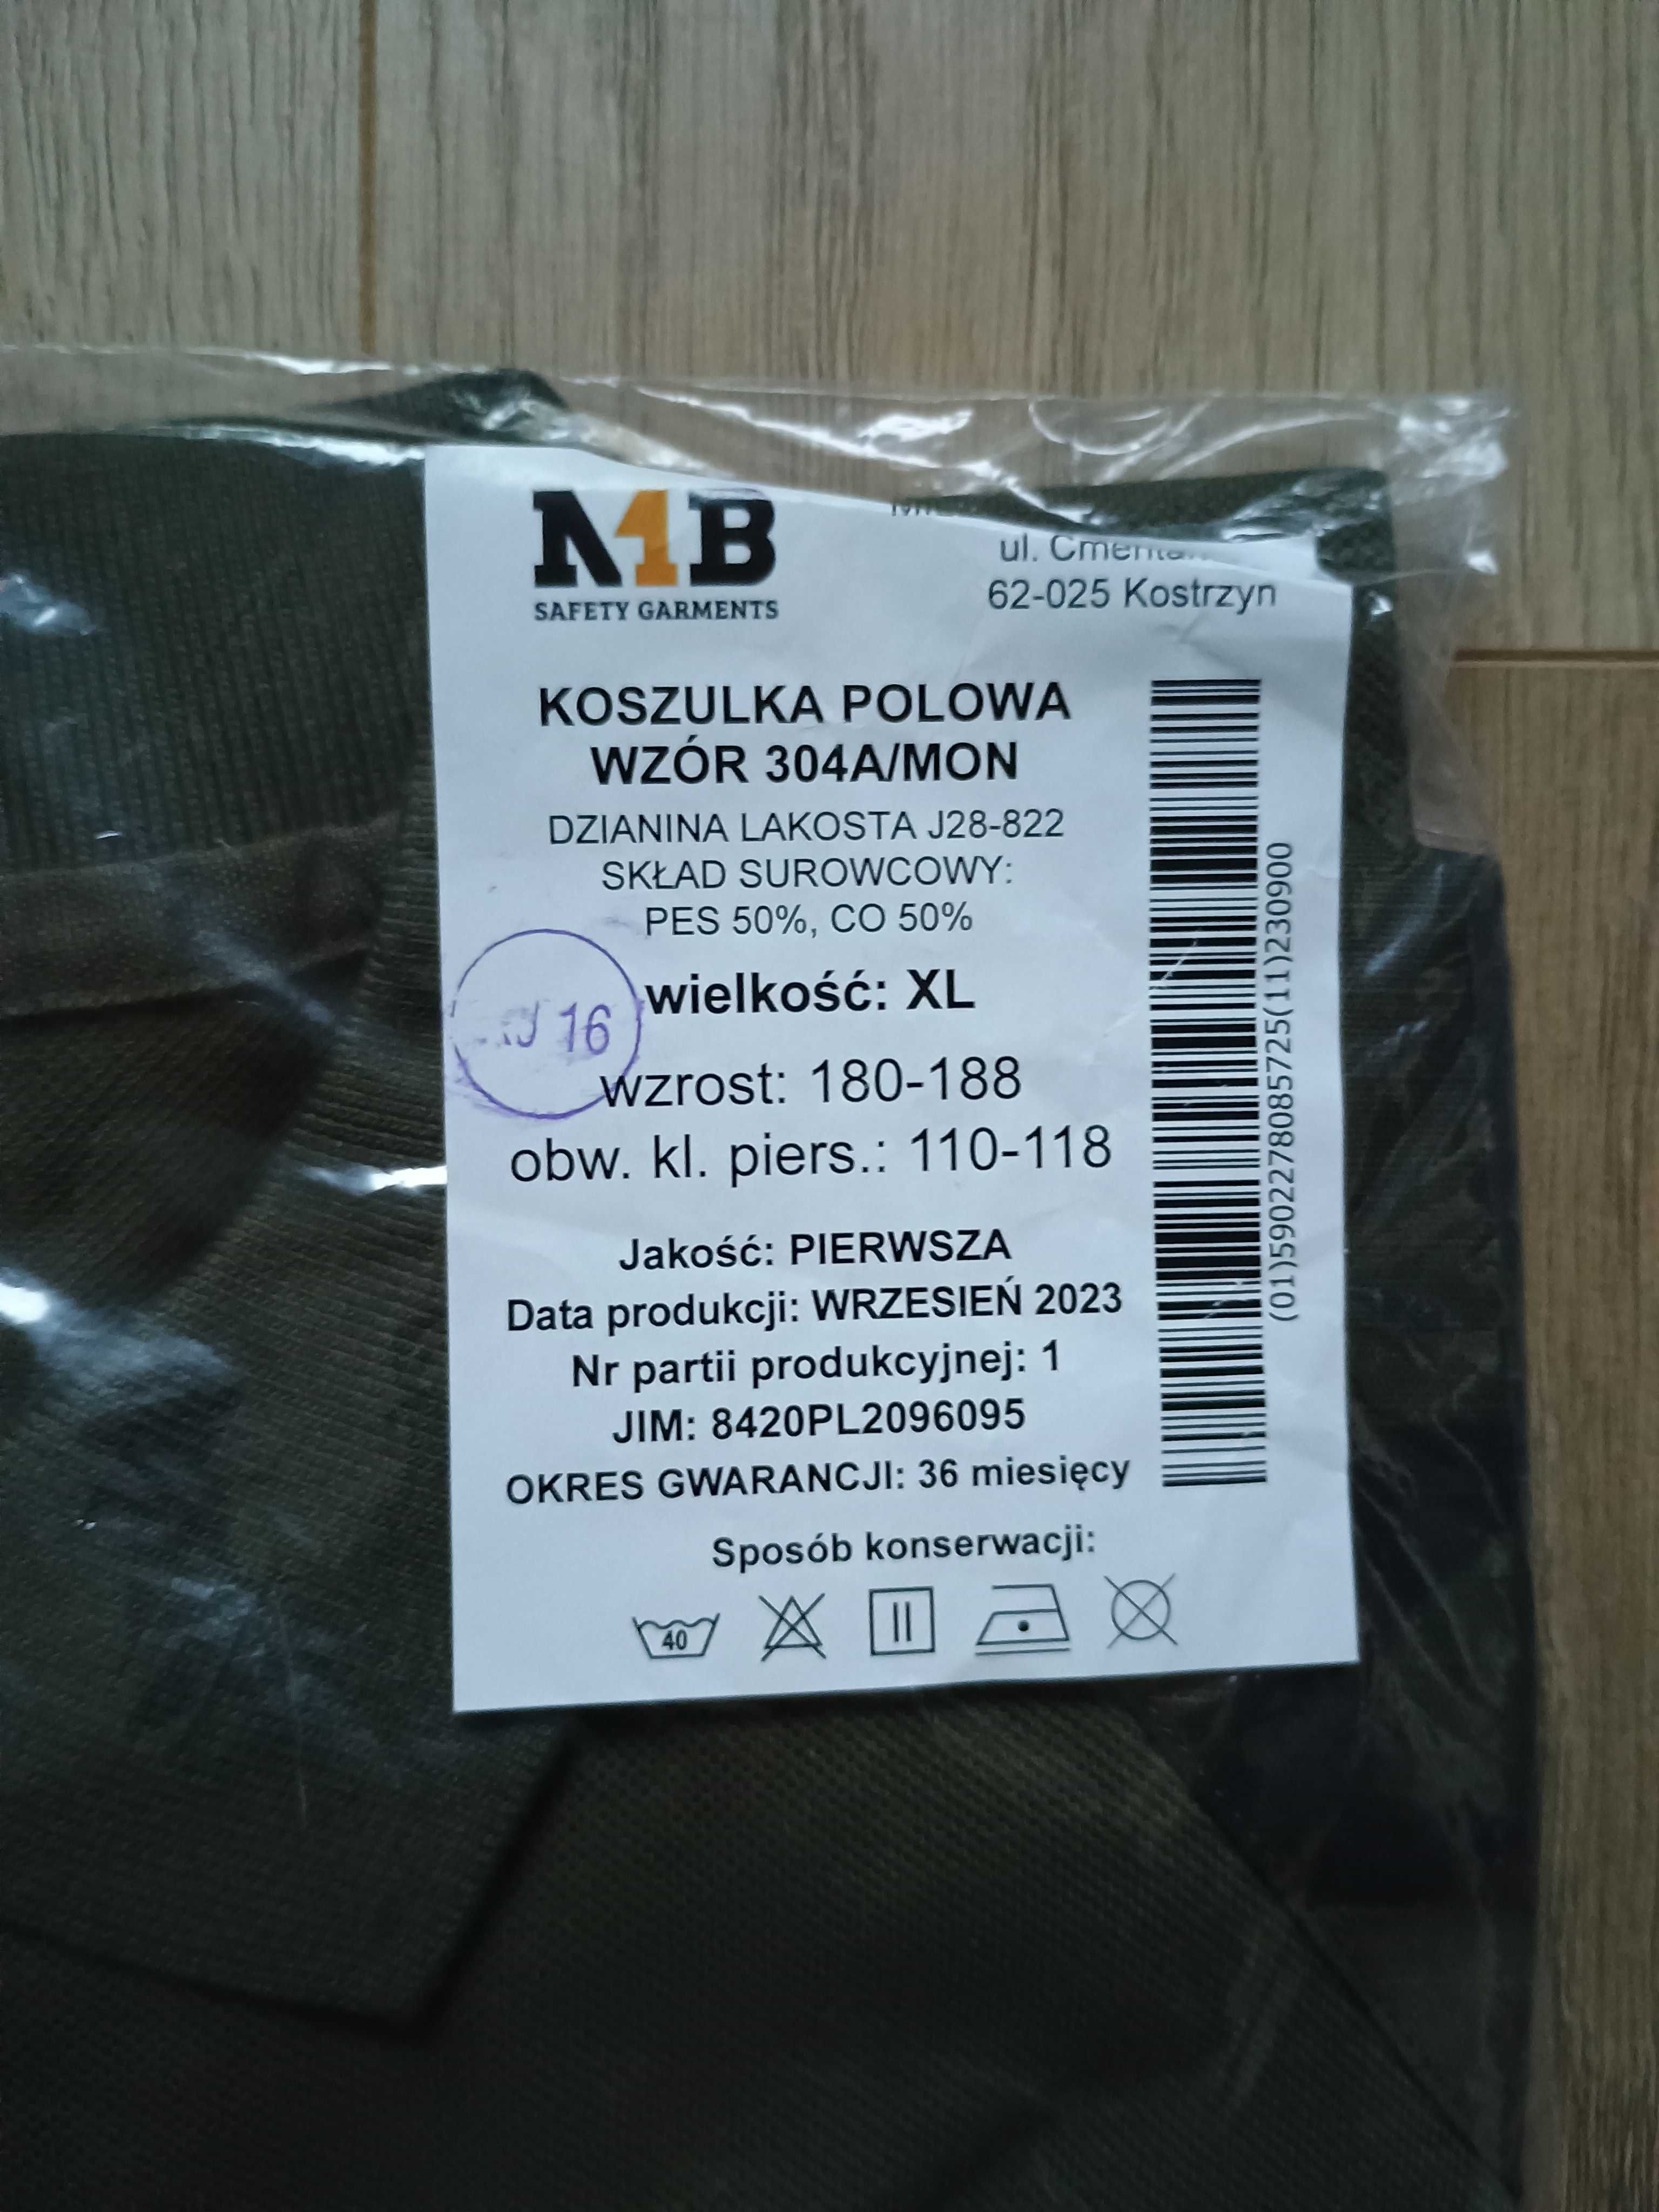 M1B
SAFETY GARMENTS
ul.
62-025 Kostrzyn
KOSZULKA POLOWA
WZÓR 304A/MON
DZIANINA LAKOSTA J28-822
SKŁAD SUROWCOWY:
PES 50%, CO 50%
16
wielkość: XL
wzrost: 180-188
obw. kl. piers.: 110-118
Jakość: PIERWSZA
Data produkcji: WRZESIEŃ 2023
Nr partii produkcyjnej: 1
JIM: 8420PL2096095
OKRES GWARANCJI: 36 miesięcy
Sposób konserwacji:
40
(01)5902278085725(11)230900